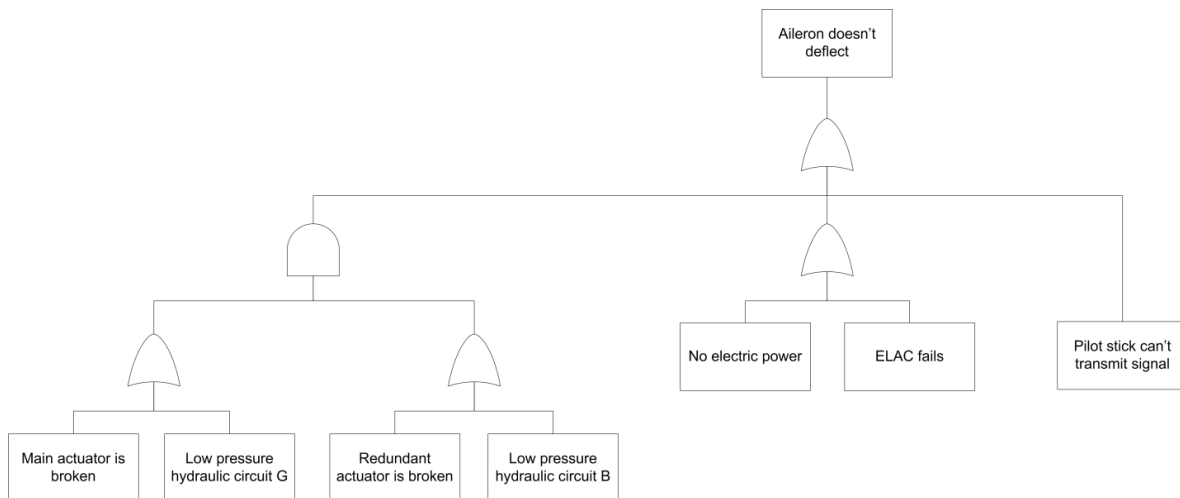 Aileron doesn't
deflect
No electric power
ELAC fails
Pilot stick can't
transmit signal
Main actuator is
broken
Low pressure
hydraulic circuit G
Redundant
actuator is broken
Low pressure
hydraulic circuit B